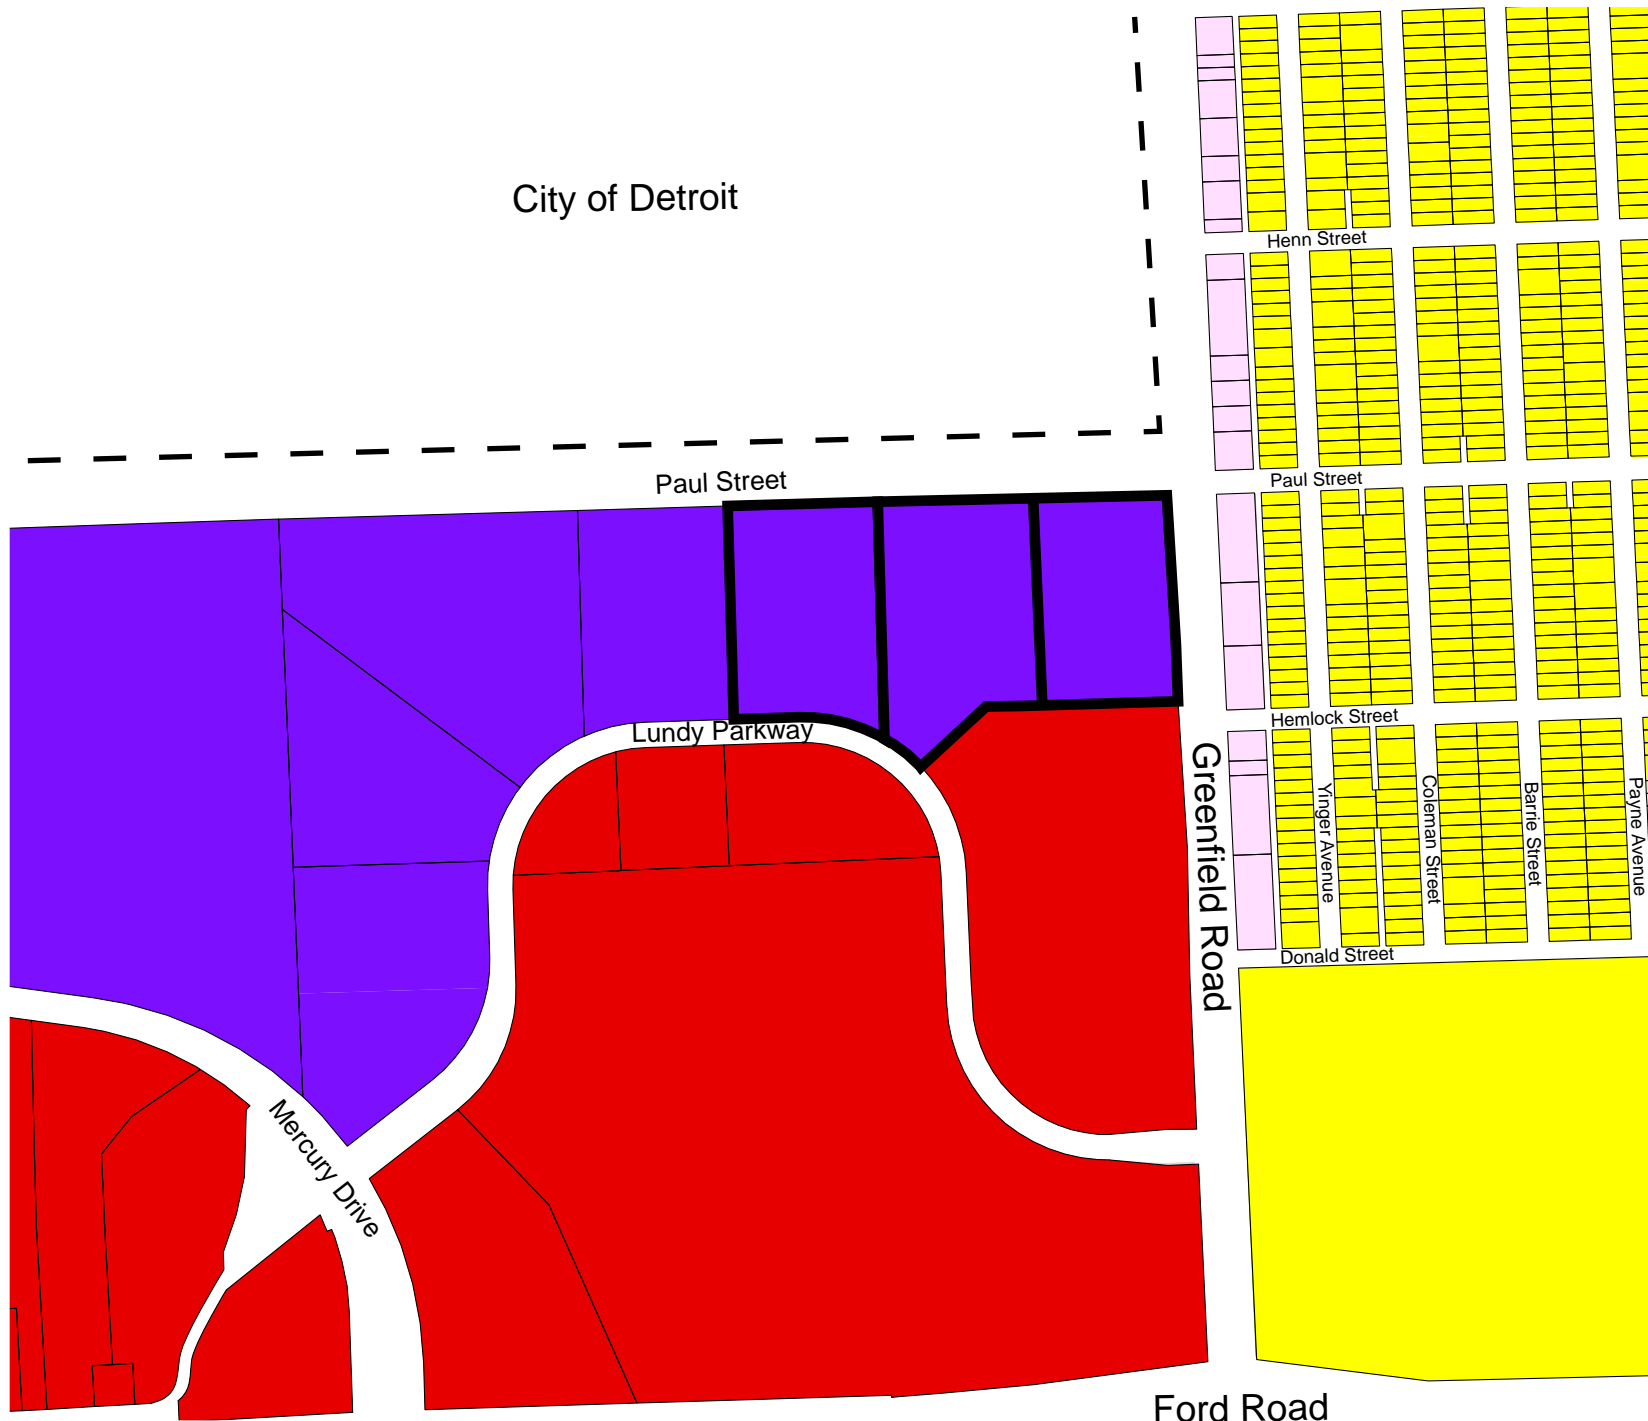 City of Detroit
Henn Street
Paul Street
Paul Street
Hemlock Street
Lundy Parkway
Greenfield Road
Yinger Avenue
Coleman Street
Barrie Street
Payne Avenue
Donald Street
Mercury Drive
Ford Road